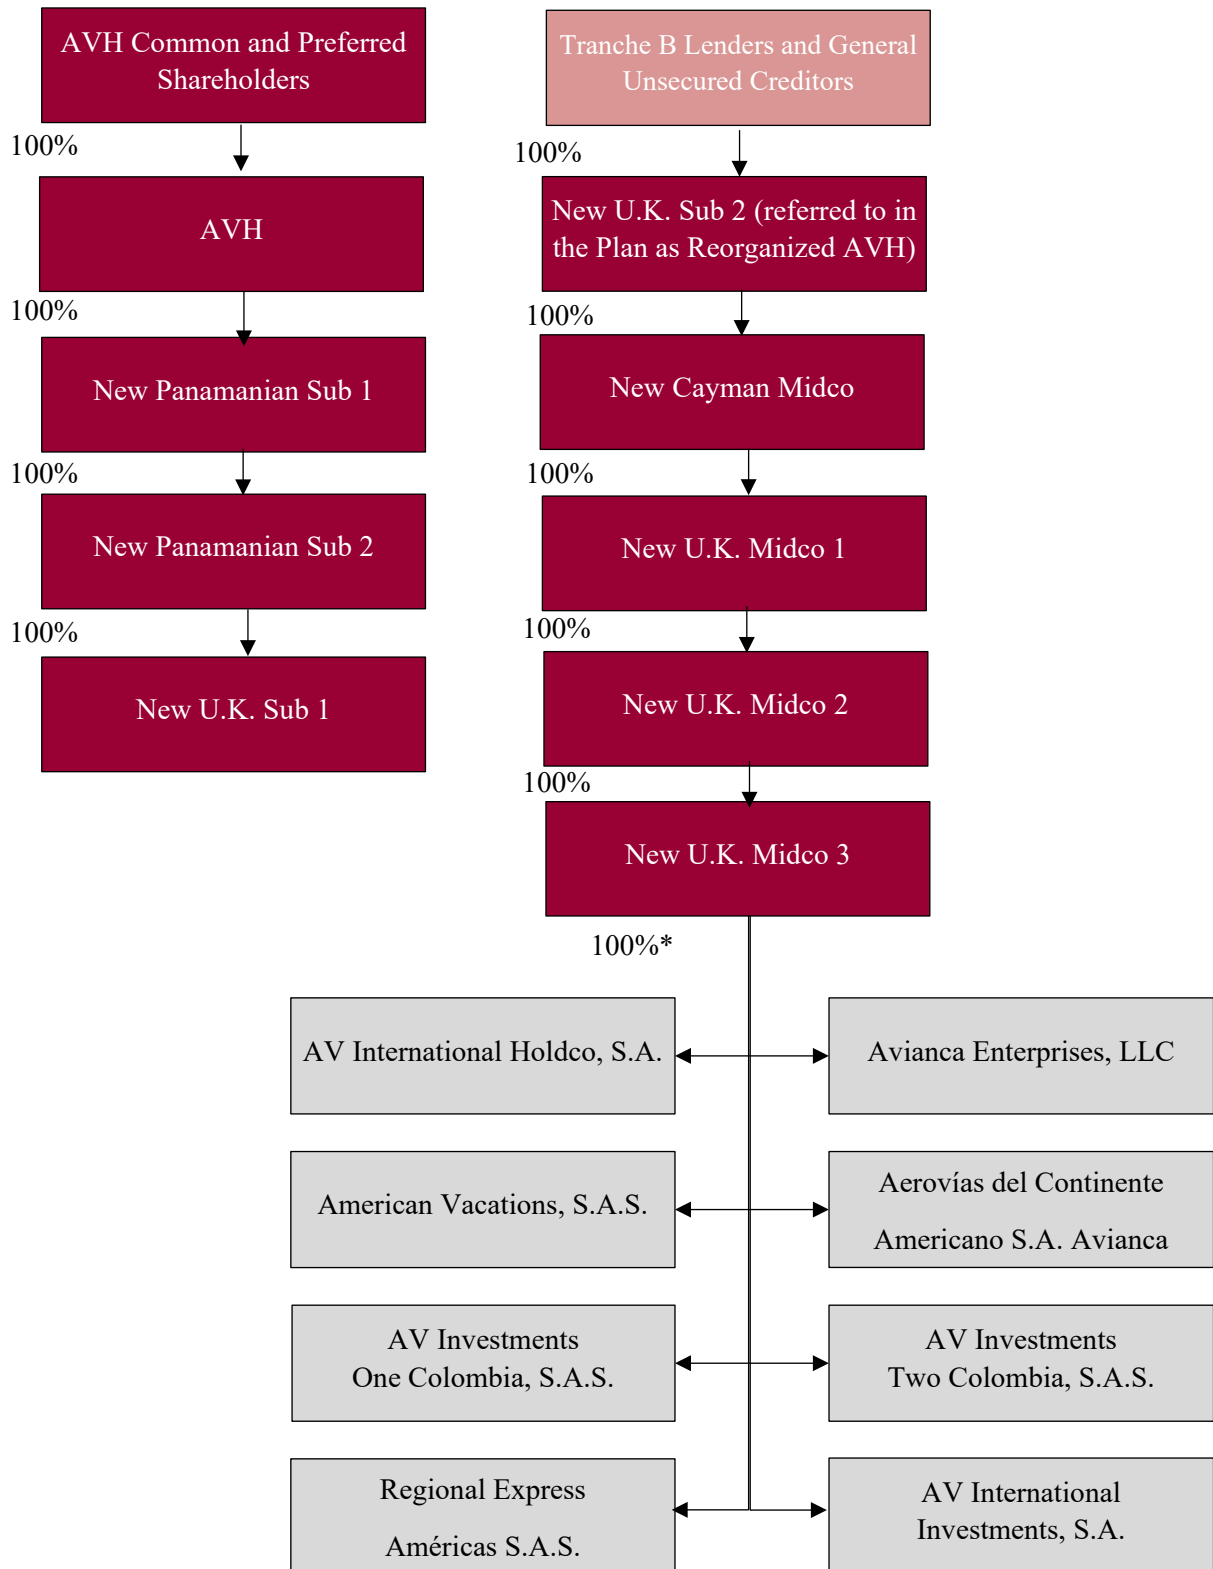 AVH Common and Preferred
Shareholders
100%
AVH
100%
New Panamanian Sub 1
100%
New Panamanian Sub 2
100%
New U.K. Sub 1
Tranche B Lenders and General
Unsecured Creditors
100%
New U.K. Sub 2 (referred to in
the Plan as Reorganized AVH)
100%
New Cayman Midco
100%
New U.K. Midco 1
100%
New U.K. Midco 2
100%
New U.K. Midco 3
100%*
AV International Holdco, S.A.
Avianca Enterprises, LLC
American Vacations, S.A.S.
Aerovías del Continente
Americano S.A. Avianca
AV Investments
One Colombia, S.A.S.
AV Investments
Two Colombia, S.A.S.
Regional Express
Américas S.A.S.
AV International
Investments, S.A.